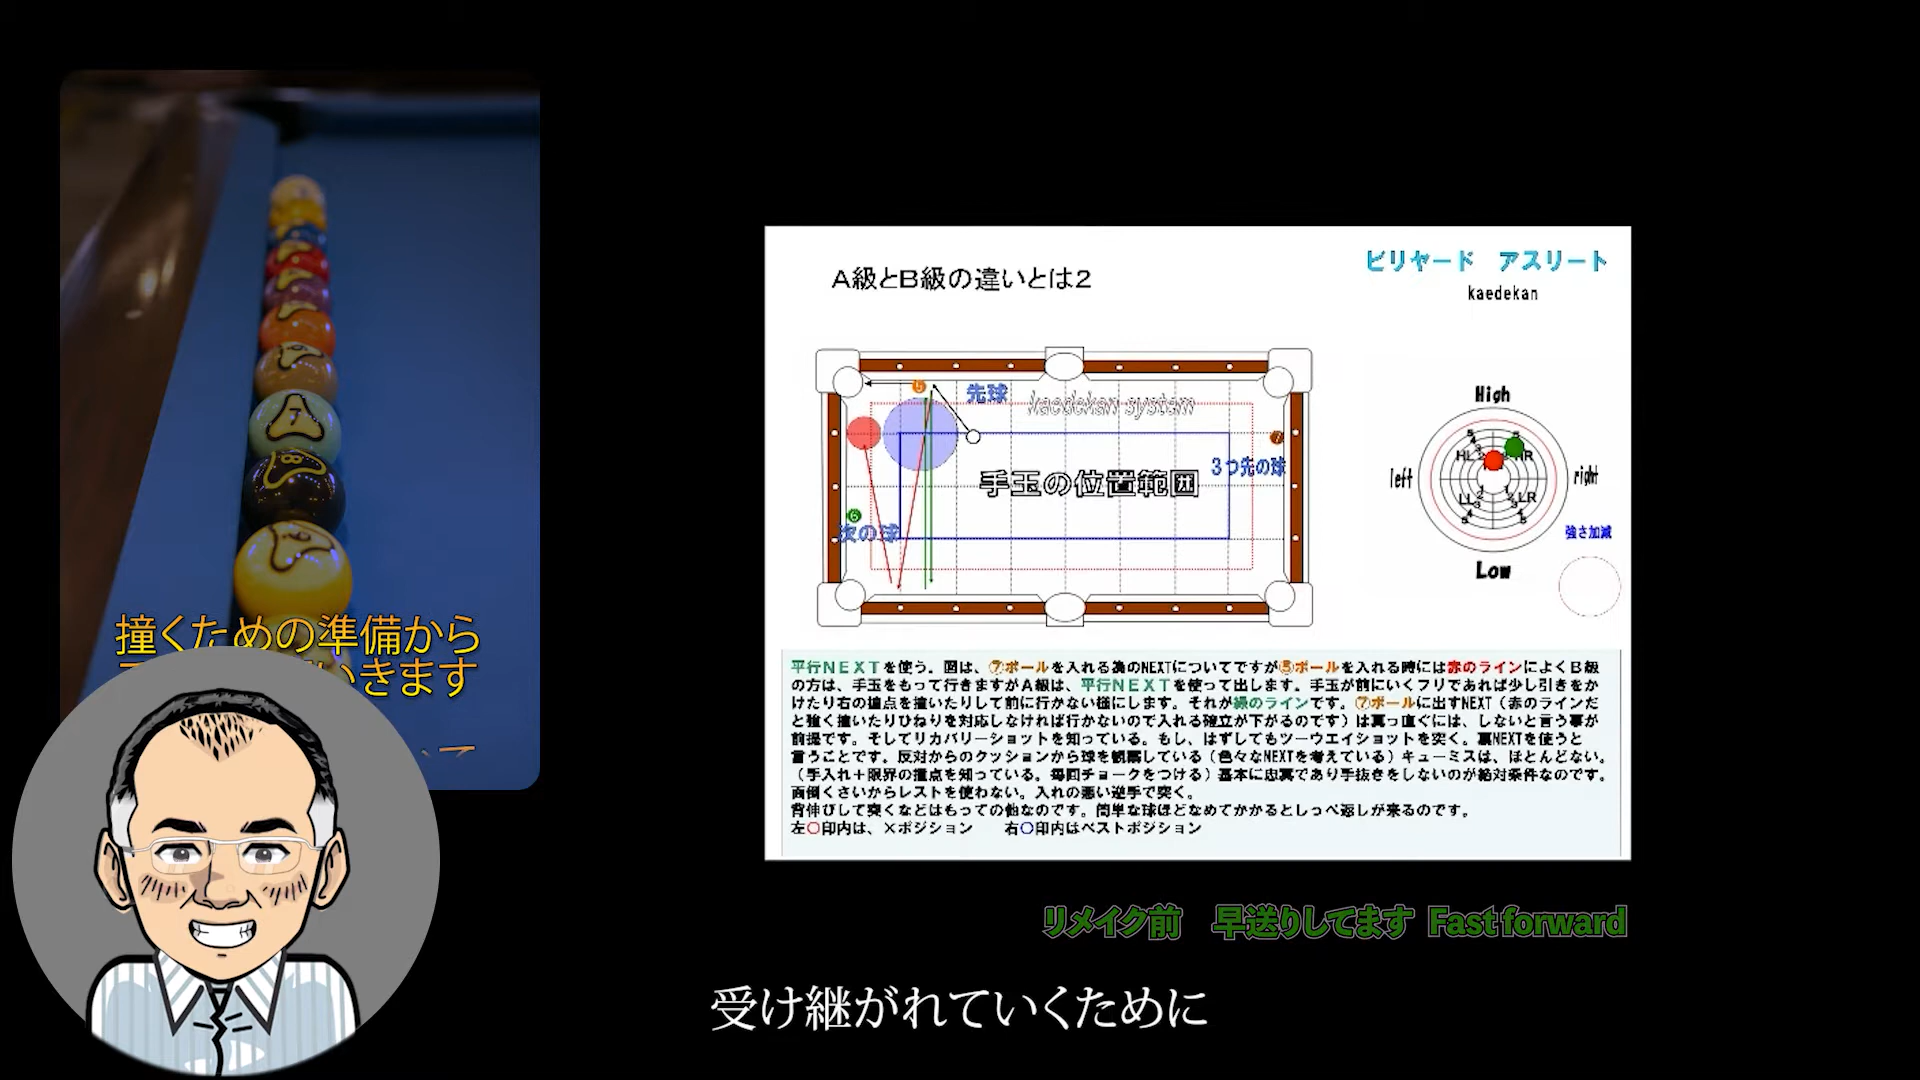 撞くための準備から
いきます
A級とB級の違いとは2
ビリヤード アスリート
kaedekan
先球
kaedekan system
3つ先の球
手玉の位置範囲
次の球
High
left
right
HL
HR
LL
LR
Low
強さ加減
平行NEXTを使う。図は、⑦ボールを入れる為のNEXTについてですが⑤ボールを入れる時には赤のラインによくB級
の方は、手玉をもって行きますがA級は、平行NEXTを使って出します。手玉が前にいくフリであれば少し引きをか
けたり右の撞点を撞いたりして前に行かない様にします。それが緑のラインです。⑦ボールに出すNEXT（赤のラインだ
と強く撞いたりひねりを対応しなければ行かないので入れる確立が下がるのです）は真っ直ぐには、しないと言う事が
前提です。そしてリカバリーショットを知っている。もし、はずしてもツーウエイショットを突く。裏NEXTを使うと
言うことです。反対からのクッションから球を観察している（色々なNEXTを考えている）キューミスは、ほとんどない。
（手入れ＋限界の撞点を知っている。毎回チョークをつける）基本に忠実であり手抜きをしないのが絶対条件なのです。
面倒くさいからレストを使わない。入れの悪い逆手で突く。
背伸びして突くなどはもっての他なのです。簡単な球ほどなめてかかるとしっぺ返しが来るのです。
左〇印内は、×ポジション　右〇印内はベストポジション
リメイク前 早送りしてます Fast forward
受け継がれていくために